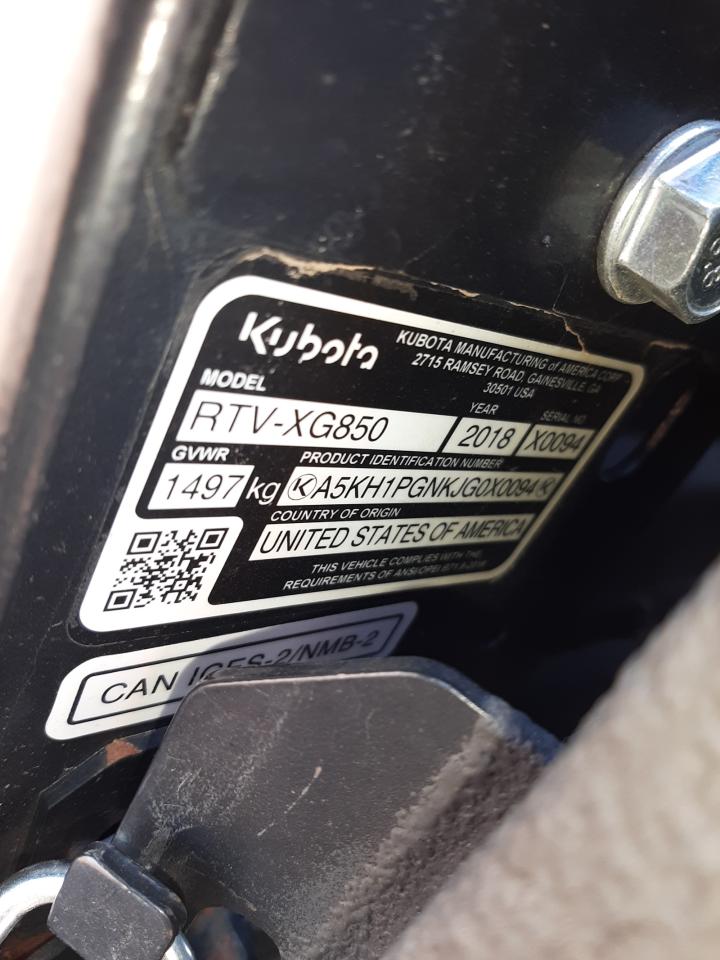 Kubota
KUBOTA MANUFACTURING of AMERICA CORP
2715 RAMSEY ROAD, GAINESVILLE, GA
30501 USA
MODEL YEAR SERIAL NO.
RTV-XG850 2018 X0094
GVWR PRODUCT IDENTIFICATION NUMBER
1497 kg A5KH1PGNKJG0X0094
COUNTRY OF ORIGIN
UNITED STATES OF AMERICA
THIS VEHICLE COMPLIES WITH THE
REQUIREMENTS OF ANSI/OPEI B71.9-2016
CAN ICES-2/NMB-2